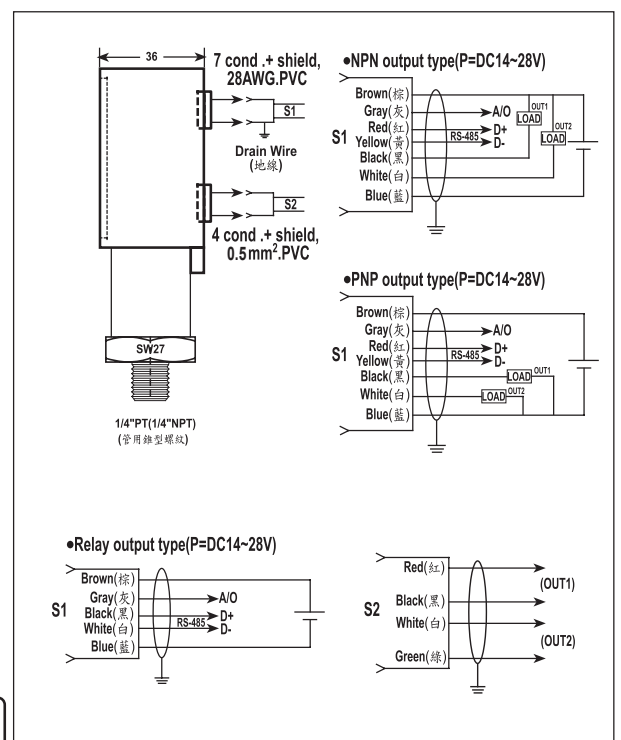 36
7 cond .+ shield,
28AWG.PVC
S1
Drain Wire
(地線)
S2
4 cond .+ shield,
0.5mm².PVC
SW27
1/4"PT(1/4"NPT)
(管用錐型螺紋)
•NPN output type(P=DC14~28V)
S1
Brown(棕)
Gray(灰) A/O
Red(紅) D+
Yellow(黃) RS-485 D-
Black(黑)
White(白)
Blue(藍)
OUT1
LOAD
OUT2
LOAD
•PNP output type(P=DC14~28V)
S1
Brown(棕)
Gray(灰) A/O
Red(紅) D+
Yellow(黃) RS-485 D-
Black(黑) LOAD OUT1
White(白) LOAD OUT2
Blue(藍)
•Relay output type(P=DC14~28V)
S1
Brown(棕)
Gray(灰) A/O
Black(黑) D+
White(白) RS-485 D-
Blue(藍)
S2
Red(紅)
(OUT1)
Black(黑)
White(白)
(OUT2)
Green(綠)